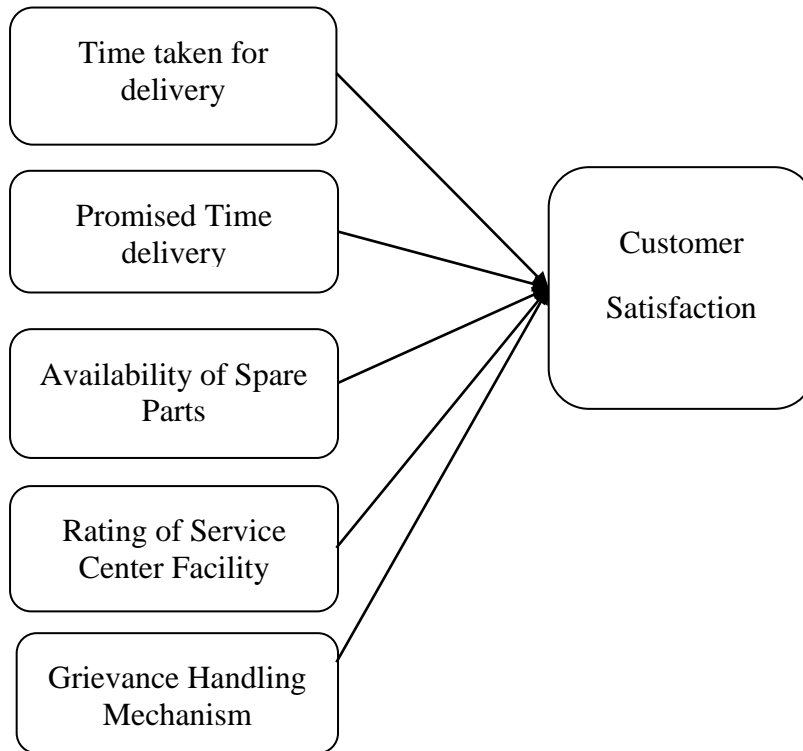 Time taken for
delivery
Promised Time
delivery
Customer
Satisfaction
Availability of Spare
Parts
Rating of Service
Center Facility
Grievance Handling
Mechanism